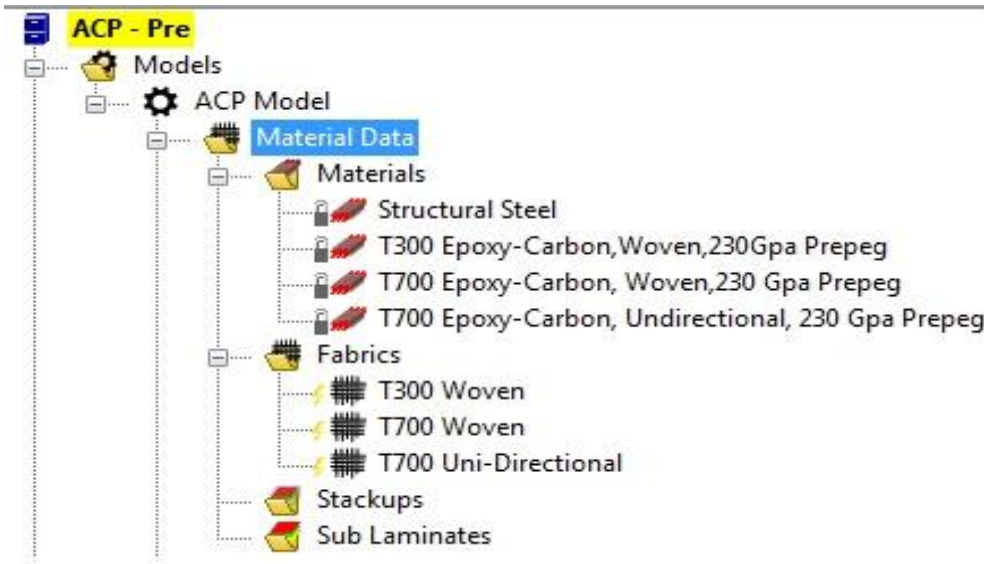 ACP - Pre
Models
ACP Model
Material Data
Materials
Structural Steel
T300 Epoxy-Carbon,Woven,230Gpa Prepeg
T700 Epoxy-Carbon, Woven,230 Gpa Prepeg
T700 Epoxy-Carbon, Undirectional, 230 Gpa Prepeg
Fabrics
T300 Woven
T700 Woven
T700 Uni-Directional
Stackups
Sub Laminates